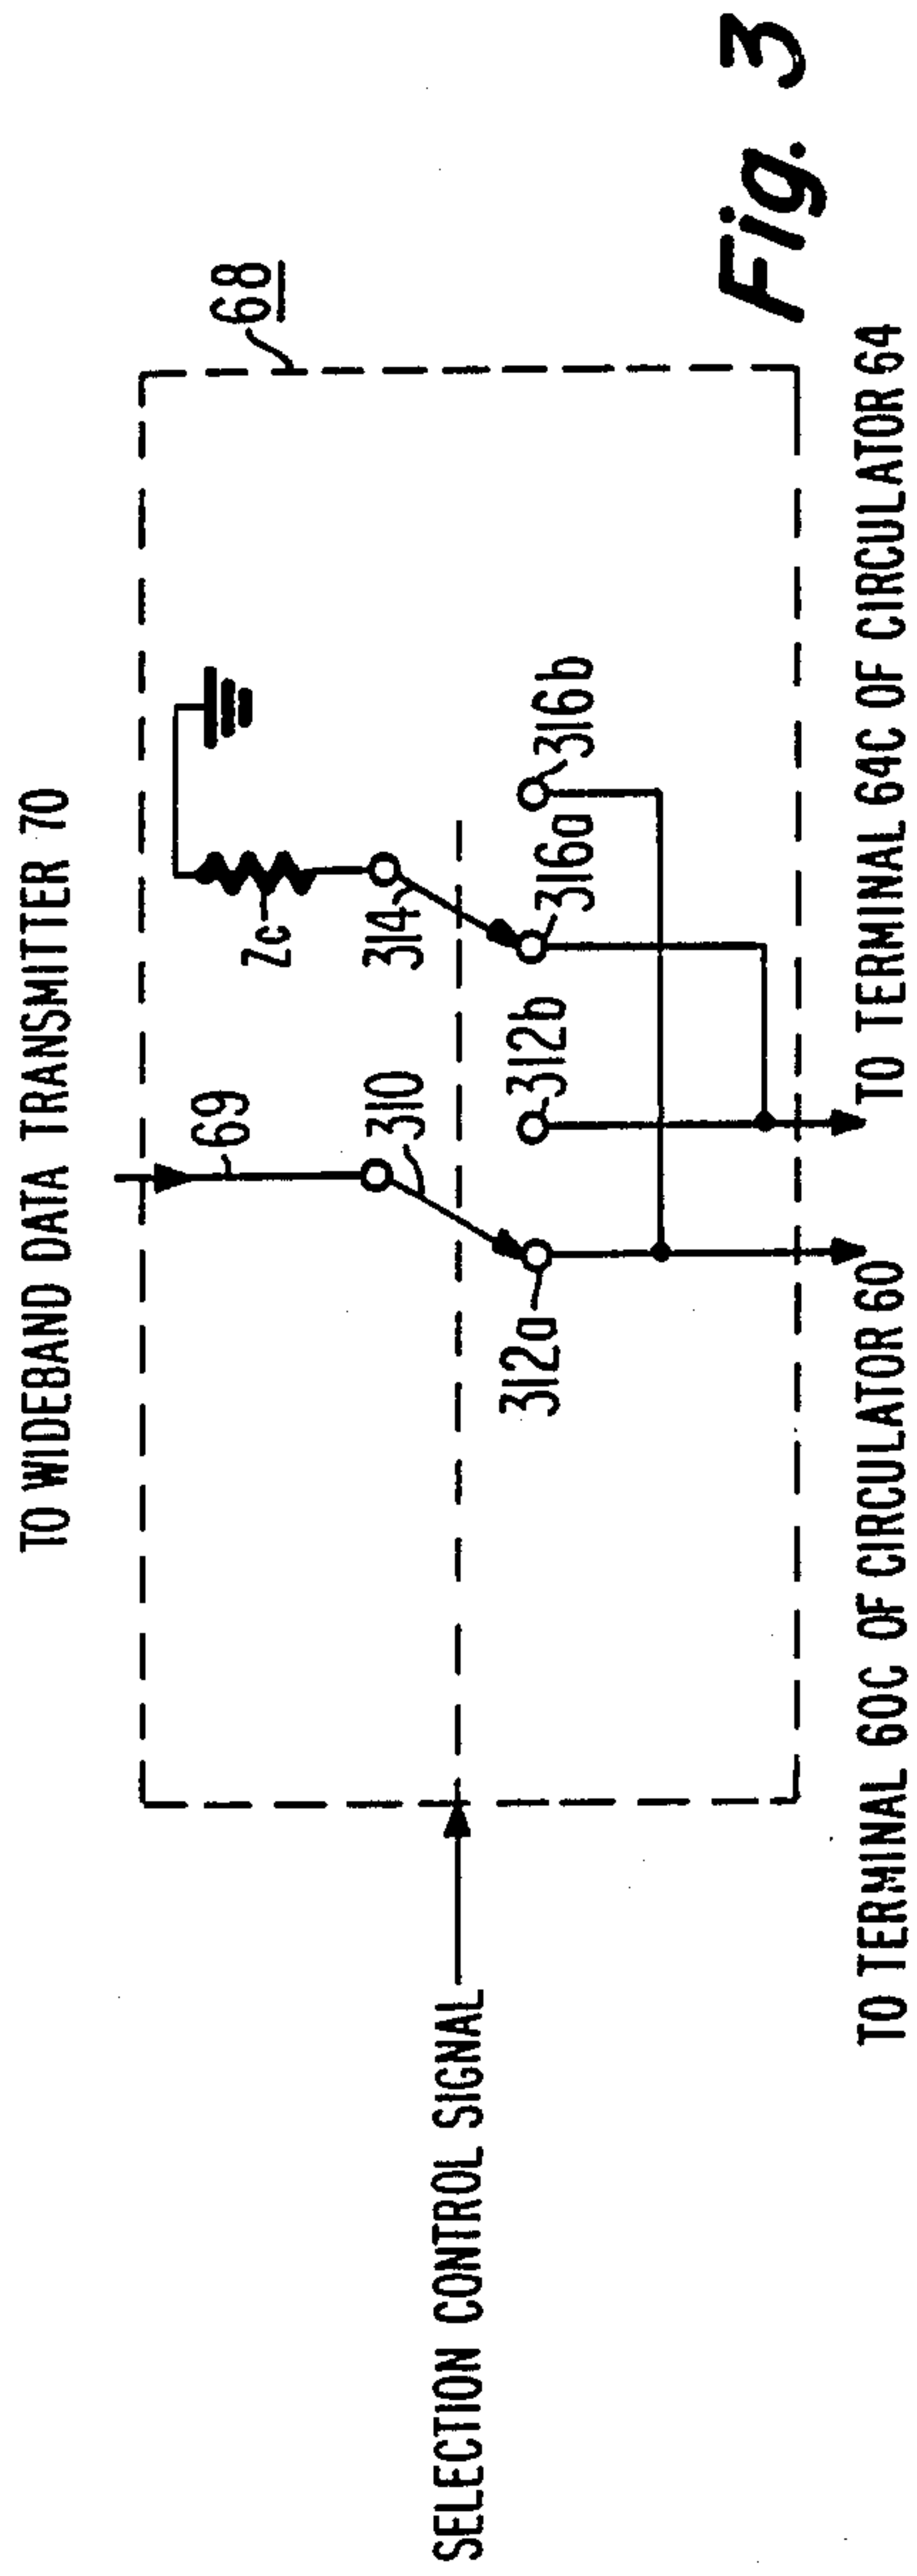 TO WIDEBAND DATA TRANSMITTER 70
68
69
Zc
310
314
SELECTION CONTROL SIGNAL
312a
312b
316a
316b
TO TERMINAL 60C OF CIRCULATOR 60
TO TERMINAL 64C OF CIRCULATOR 64
Fig. 3